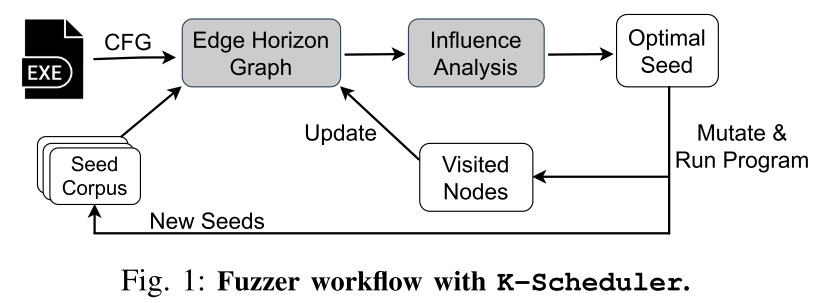 EXE
CFG
Edge Horizon
Graph
Influence
Analysis
Optimal
Seed
Seed
Corpus
Update
Visited
Nodes
Mutate &
Run Program
New Seeds
Fig. 1: Fuzzer workflow with K-Scheduler.